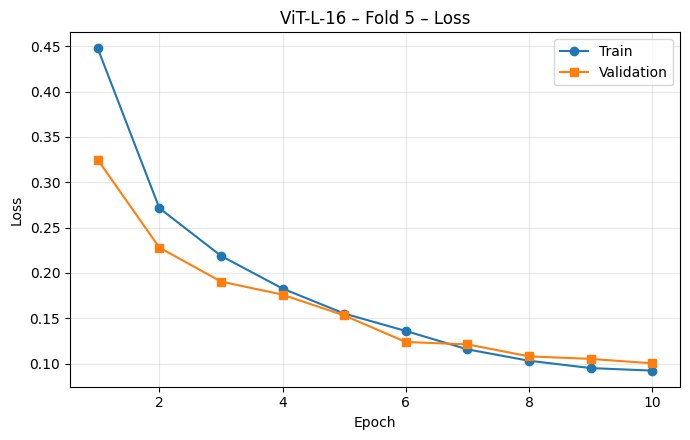 ViT-L-16 – Fold 5 – Loss
Train
Validation
Loss
0.45
0.40
0.35
0.30
0.25
0.20
0.15
0.10
2 4 6 8 10
Epoch